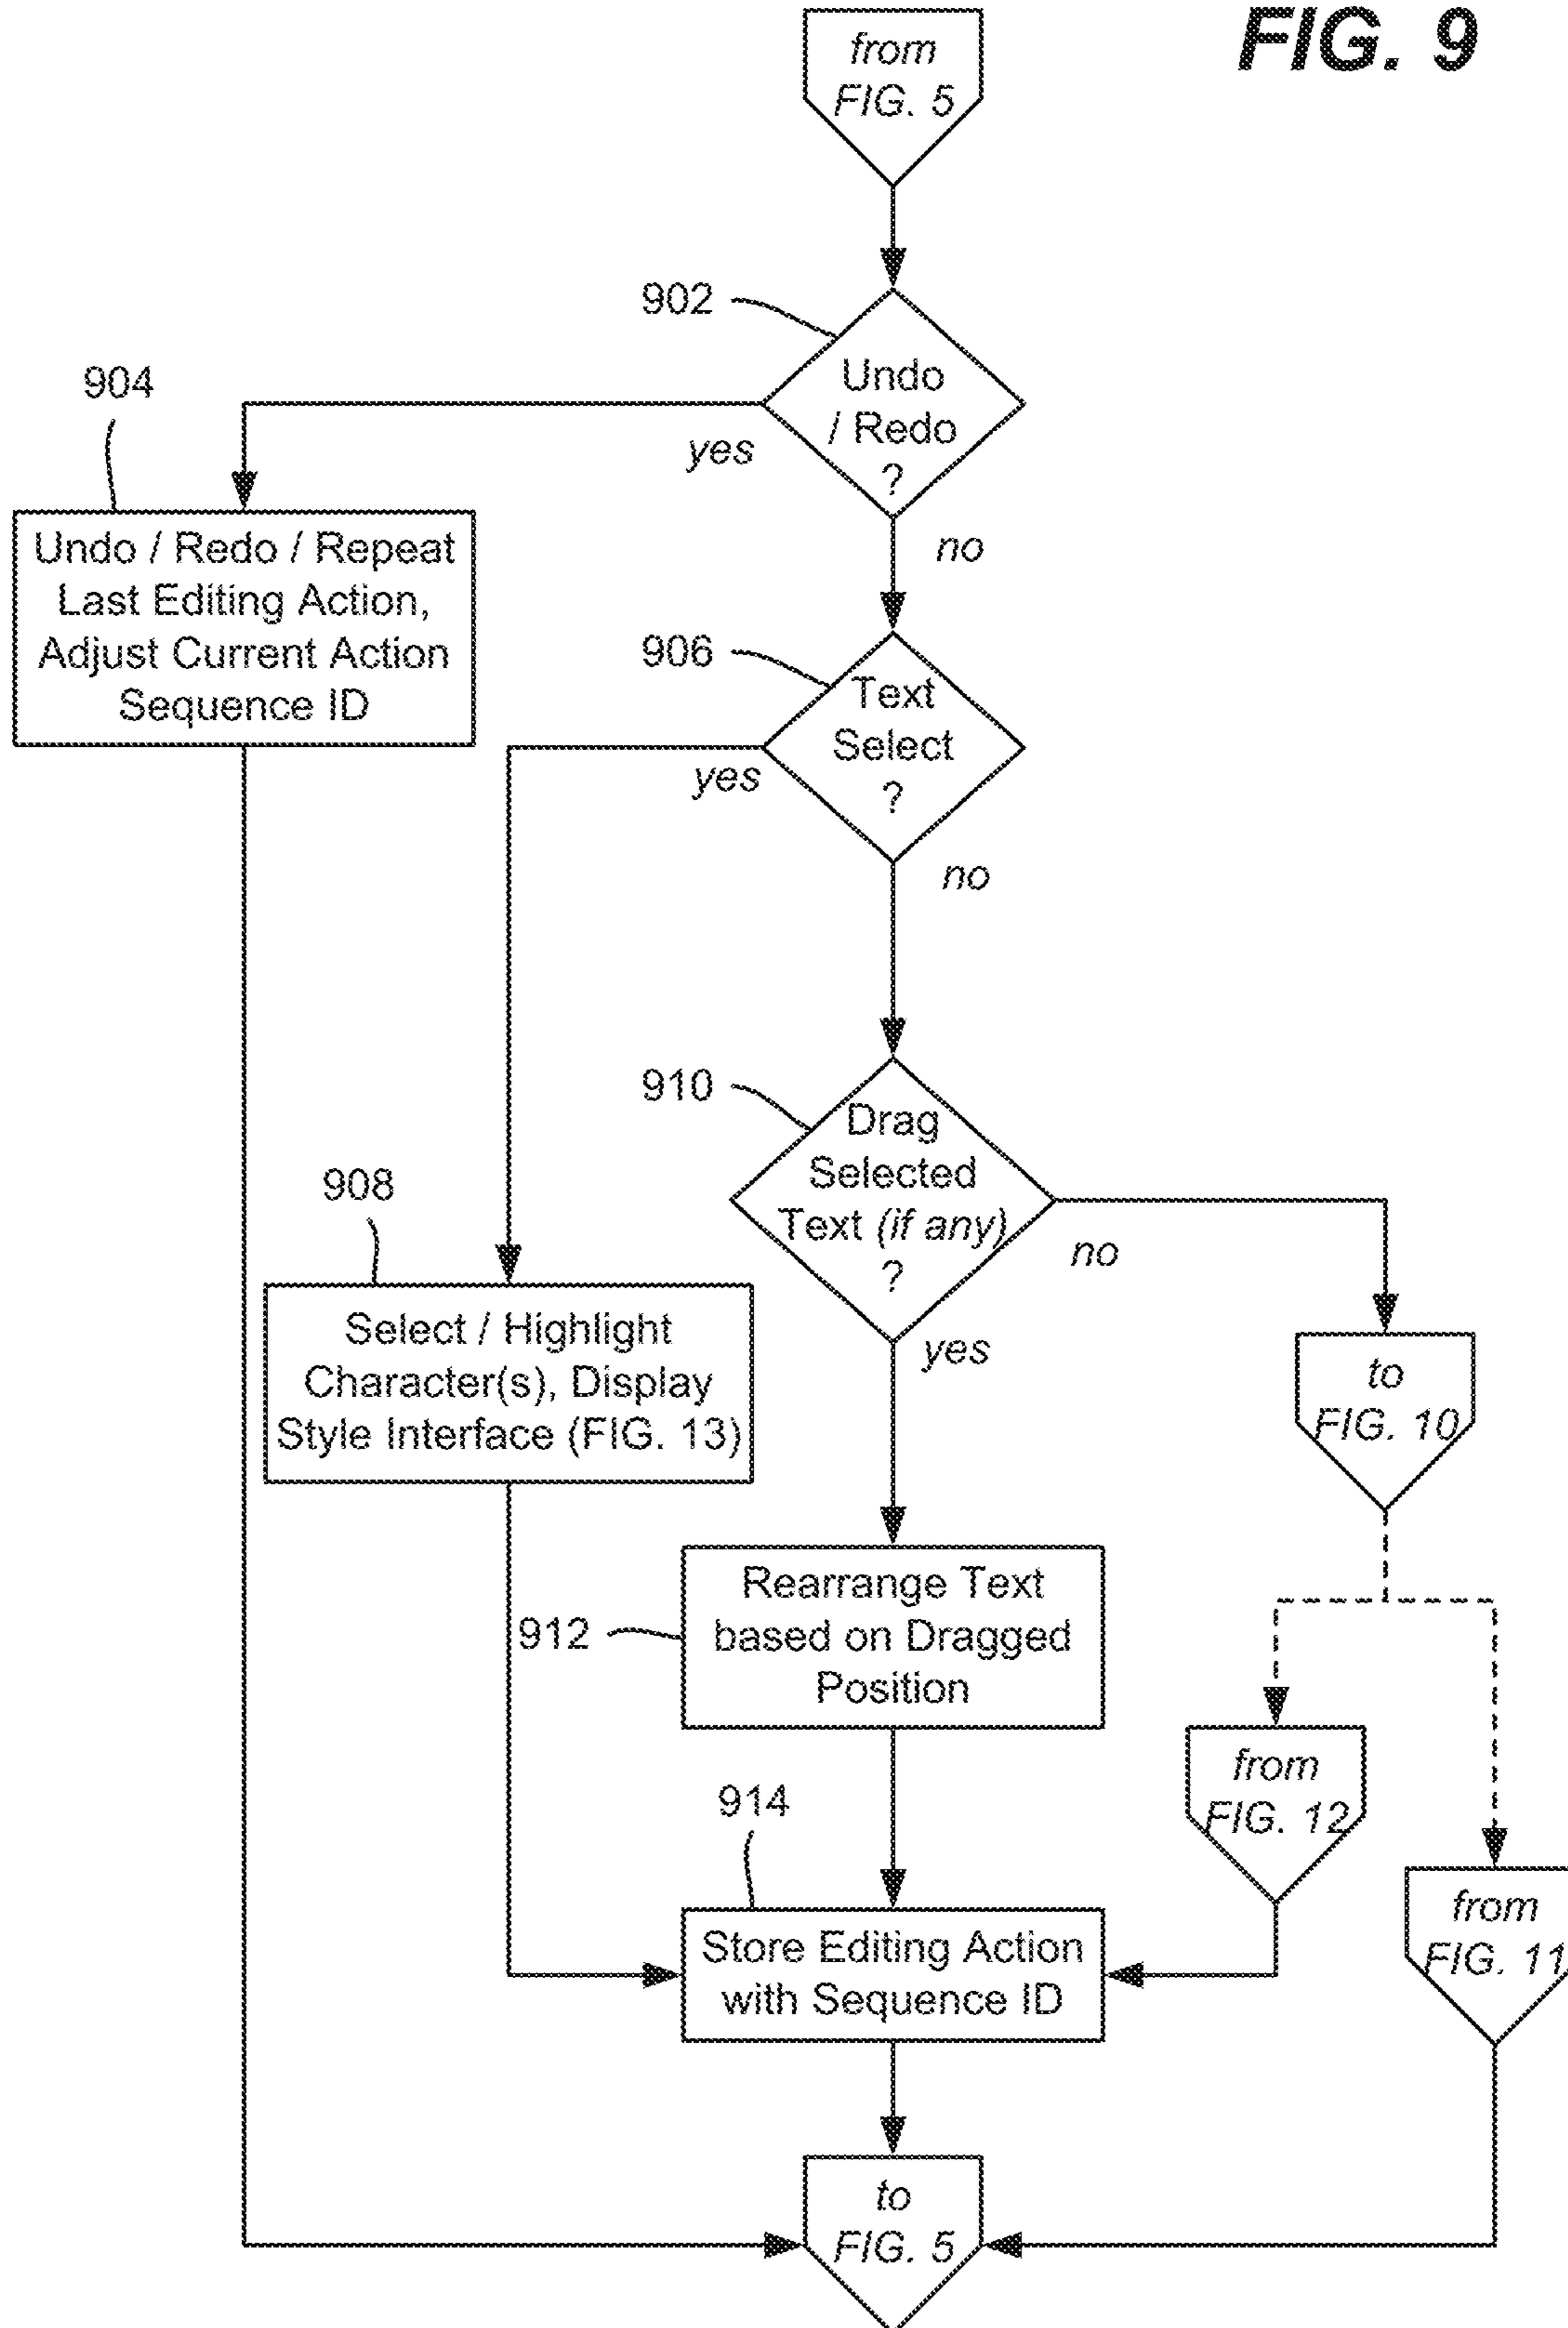 FIG. 9
from
FIG. 5
902
Undo
/ Redo
?
yes
no
904
Undo / Redo / Repeat
Last Editing Action,
Adjust Current Action
Sequence ID
906
Text
Select
?
yes
no
910
Drag
Selected
Text (if any)
?
no
yes
908
Select / Highlight
Character(s), Display
Style Interface (FIG. 13)
to
FIG. 10
912
Rearrange Text
based on Dragged
Position
from
FIG. 12
914
Store Editing Action
with Sequence ID
from
FIG. 11
to
FIG. 5